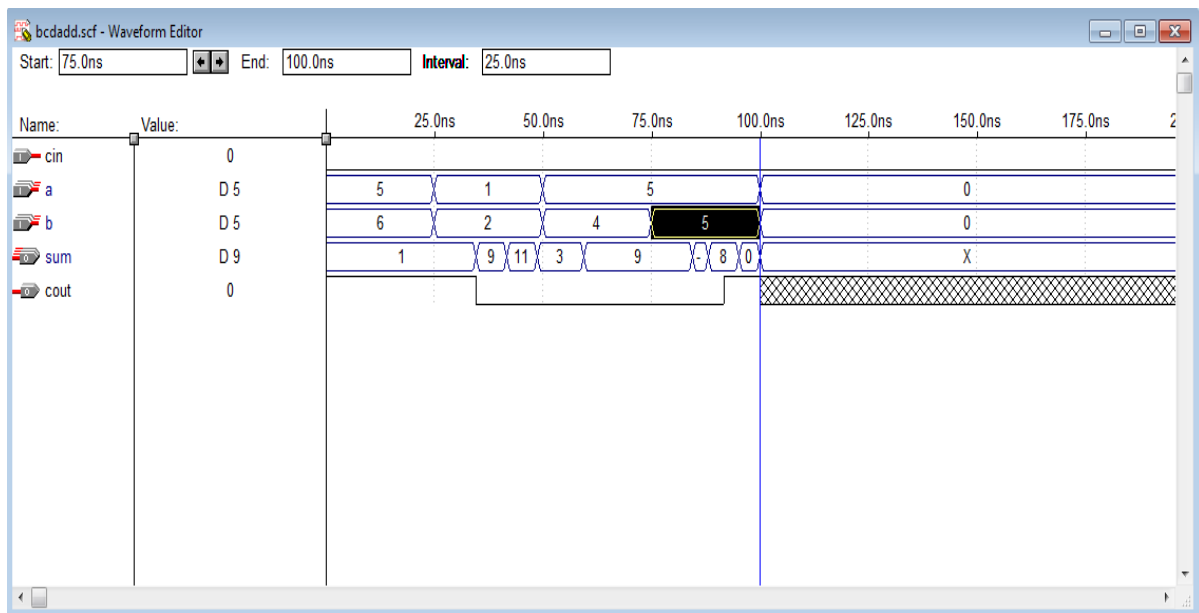 bcdadd.scf - Waveform Editor
Start: 75.0ns End: 100.0ns Interval: 25.0ns
Name: Value: 25.0ns 50.0ns 75.0ns 100.0ns 125.0ns 150.0ns 175.0ns 2
cin 0
a D 5 5 1 5 0
b D 5 6 2 4 5 0
sum D 9 1 9 11 3 9 - 8 0 X
cout 0